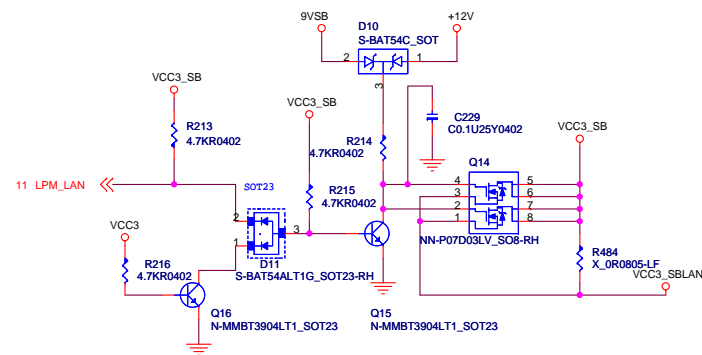 9VSB
D10
S-BAT54C_SOT
+12V
2
1
3
VCC3_SB
R213
4.7KR0402
VCC3_SB
R214
4.7KR0402
C229
C0.1U25Y0402
VCC3_SB
11 LPM_LAN
SOT23
R215
4.7KR0402
Q14
4
3
2
1
5
6
7
8
NN-P07D03LV_SO8-RH
VCC3
2
1
3
R216
4.7KR0402
D11
S-BAT54ALT1G_SOT23-RH
R484
X_0R0805-LF
VCC3_SBLAN
Q16
N-MMBT3904LT1_SOT23
Q15
N-MMBT3904LT1_SOT23